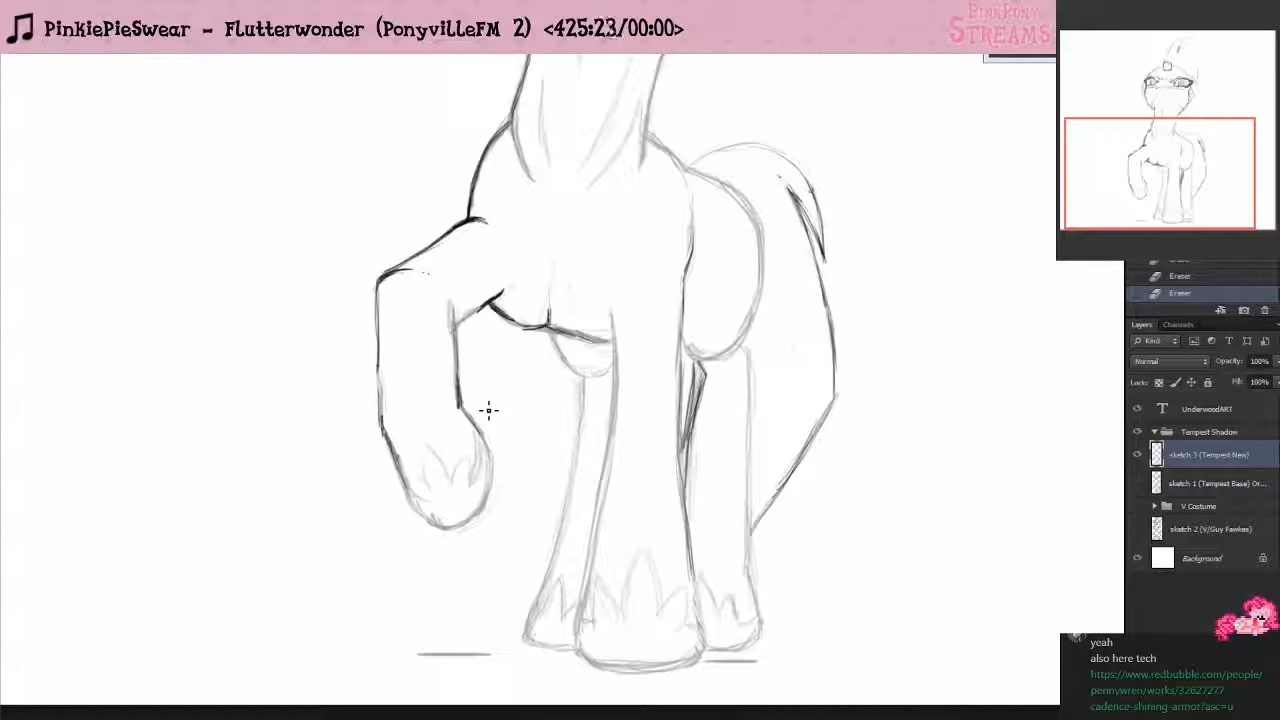 PinkiePieSwear - Flutterwonder (PonyvilleFM 2) <425:23/00:00>
PinkPony
Streams
Eraser
Eraser
Layers Channels
Kind
Normal Opacity: 100%
Lock: Fill: 100%
T UnderwoodART
Tempest Shadow
sketch 3 (Tempest New)
sketch 1 (Tempest Base) Or...
V Costume
sketch 2 (V/Guy Fawkes)
Background
yeah
also here tech
https://www.redbubble.com/people/
pennywren/works/32627277
cadence-shining-armor?asc=u